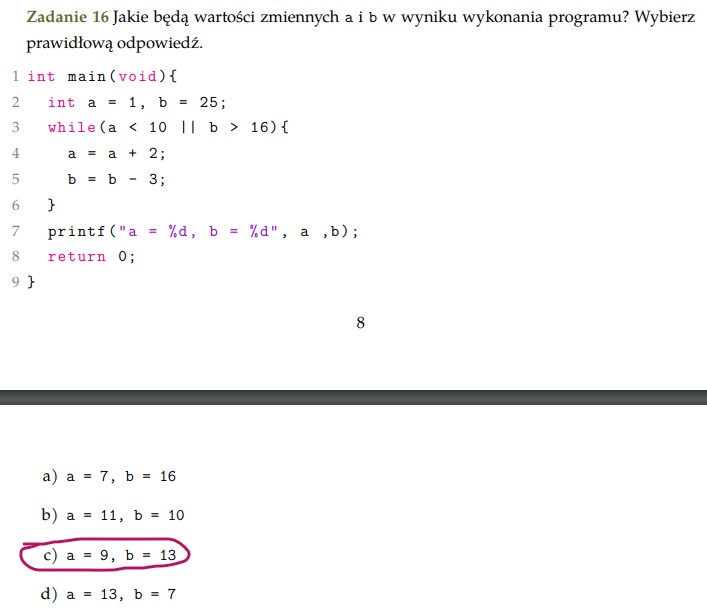 Zadanie 16 Jakie będą wartości zmiennych a i b w wyniku wykonania programu? Wybierz
prawidłową odpowiedź.
1 int main(void){
2 int a = 1, b = 25;
3 while(a < 10 || b > 16){
4 a = a + 2;
5 b = b - 3;
6 }
7 printf("a = %d, b = %d", a ,b);
8 return 0;
9 }
8
a) a = 7, b = 16
b) a = 11, b = 10
c) a = 9, b = 13
d) a = 13, b = 7